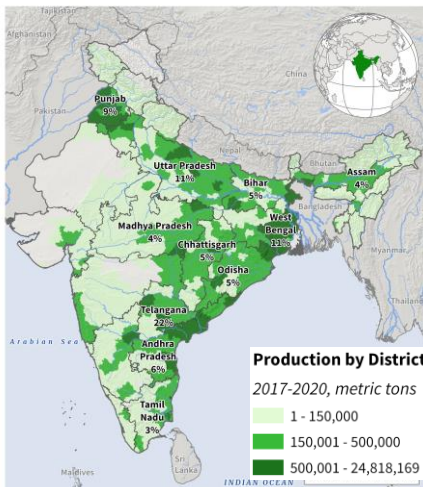 Tajikistan
Afghanistan
China
Pakistan
Punjab
9%
Nepal
Bhutan
Uttar Pradesh
11%
Assam
4%
Bihar
5%
Bangladesh
Madhya Pradesh
4%
West
Bengal
11%
Chhattisgarh
5%
Myanmar
Odisha
5%
Telangana
22%
Thailand
Arabian Sea
Andhra
Pradesh
6%
Tamil
Nadu
3%
Sri
Lanka
Maldives
INDIAN OCEAN
Production by District
2017-2020, metric tons
1 - 150,000
150,001 - 500,000
500,001 - 24,818,169